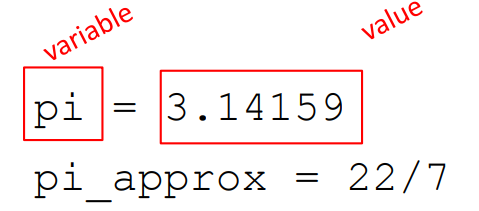 variable value
pi = 3.14159
pi_approx = 22/7